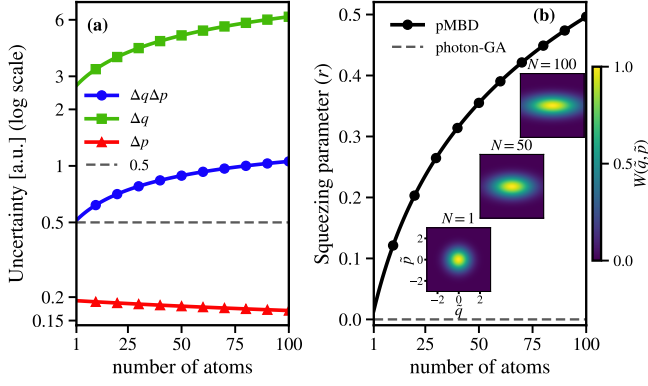 (a)
6
3
2
1
0.5
0.2
0.15
Uncertainty [a.u.] (log scale)
ΔqΔp
Δq
Δp
0.5
1
25
50
75
100
number of atoms
(b)
0.5
0.4
0.3
0.2
0.1
0.0
Squeezing parameter (r)
pMBD
photon-GA
N = 100
N = 50
N = 1
2
0
−2
p̃
−2
0
2
q̃
1
25
50
75
100
number of atoms
1.0
0.5
0.0
W(q̃, p̃)